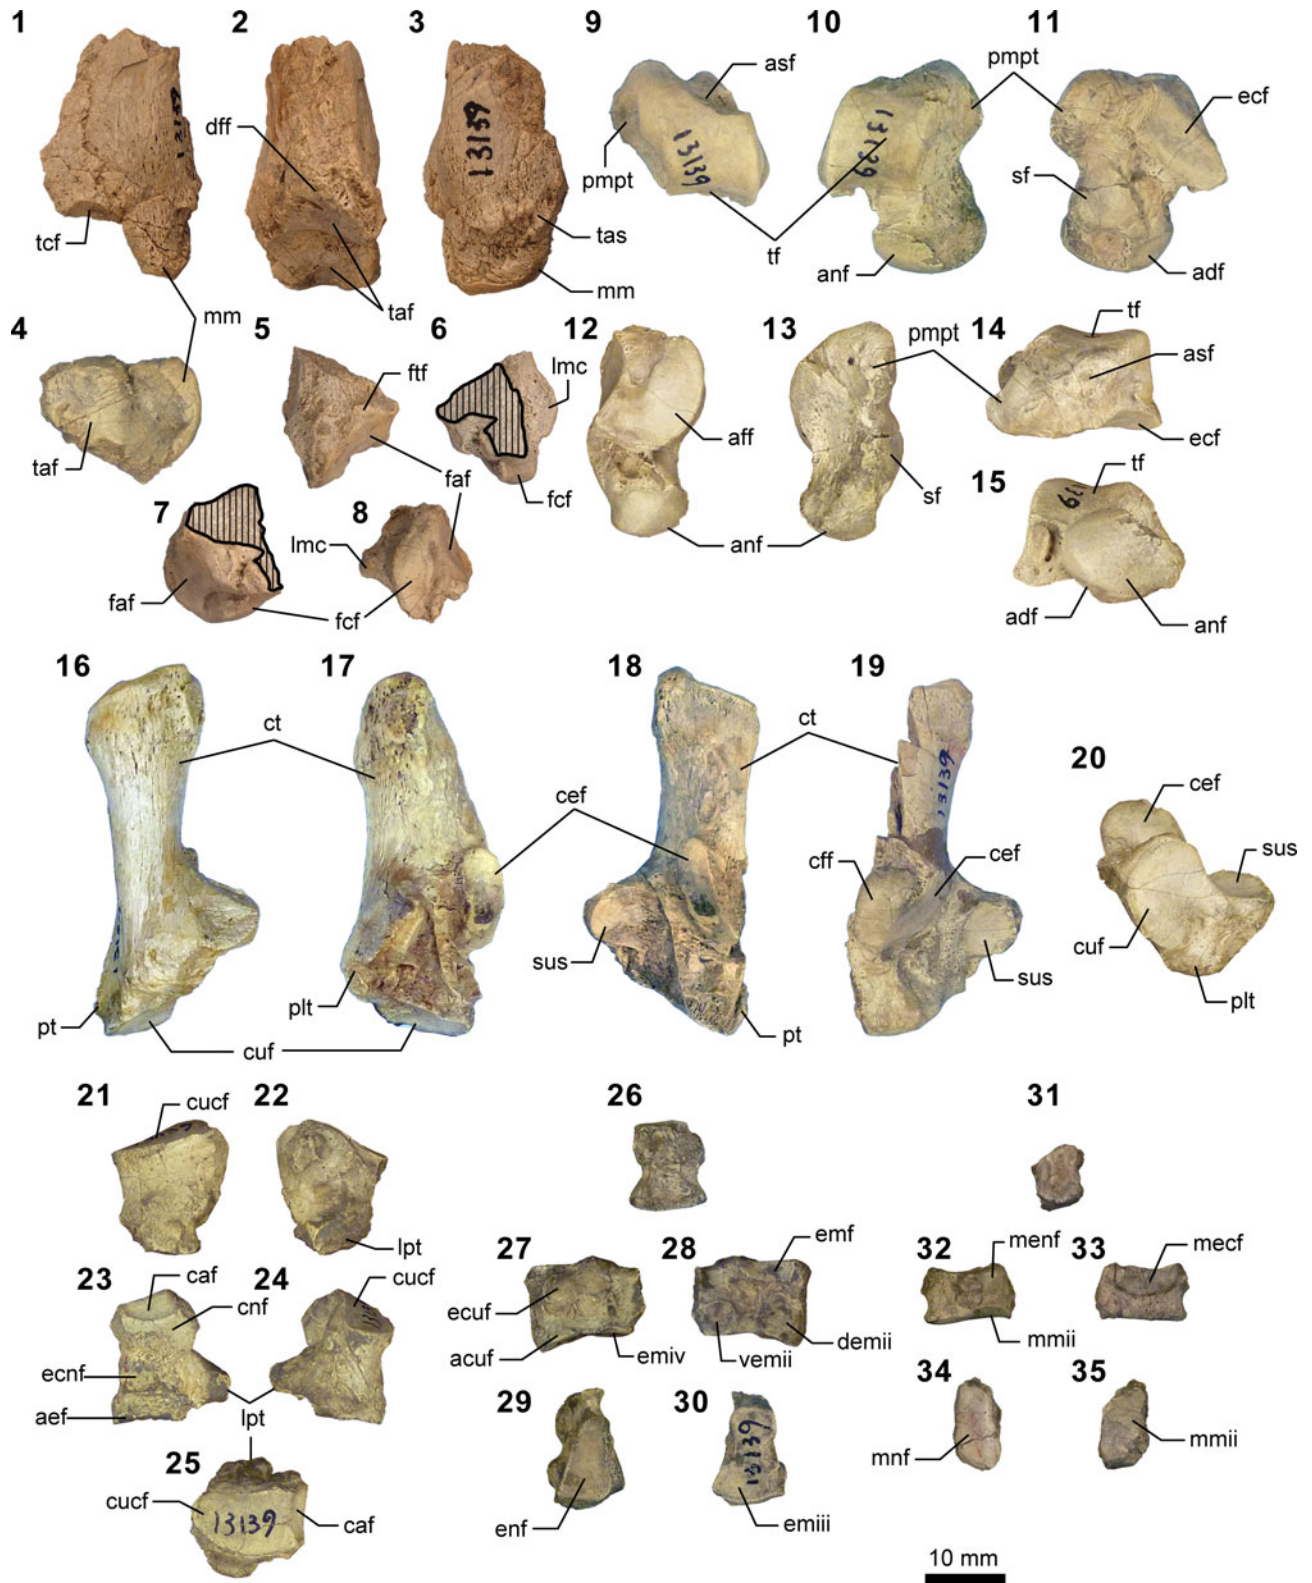 1 2 3 9 10 11
asf pmpt ecf
dff 13139 13139 13139
pmpt sf
tcf tas tf
anf adf
mm taf mm
4 5 6 12 13 pmpt 14 tf
ftf lmc asf
aff
taf ecf
faf fcf sf 15 tf
7 8 139
lmc anf
faf fcf adf anf
16 17 18 19
ct ct
20
13139 cef
cef
cff cef sus
sus sus cuf
plt plt
pt cuf pt
21 22 26 31
cucf
lpt
27 28 emf 32 menf 33 mecf
23 caf 24 cucf
cnf ecuf
mmii
ecnf acuf emiv vemii demii
34 35
aef lpt 29 30
13139 mnf mmii
25
cucf 13139 caf enf emiii
10 mm